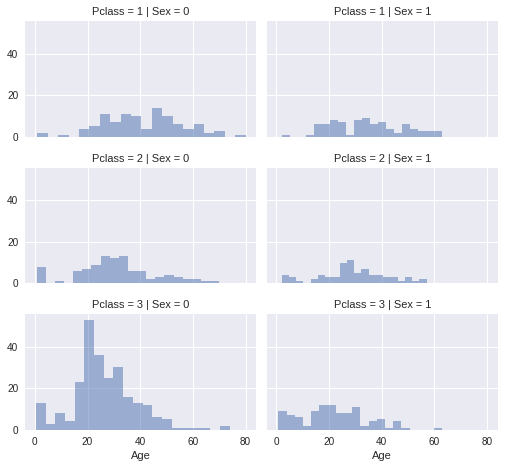 Pclass = 1 | Sex = 0 Pclass = 1 | Sex = 1
40
20
0
Pclass = 2 | Sex = 0 Pclass = 2 | Sex = 1
40
20
0
Pclass = 3 | Sex = 0 Pclass = 3 | Sex = 1
40
20
0
0 20 40 60 80 0 20 40 60 80
Age Age